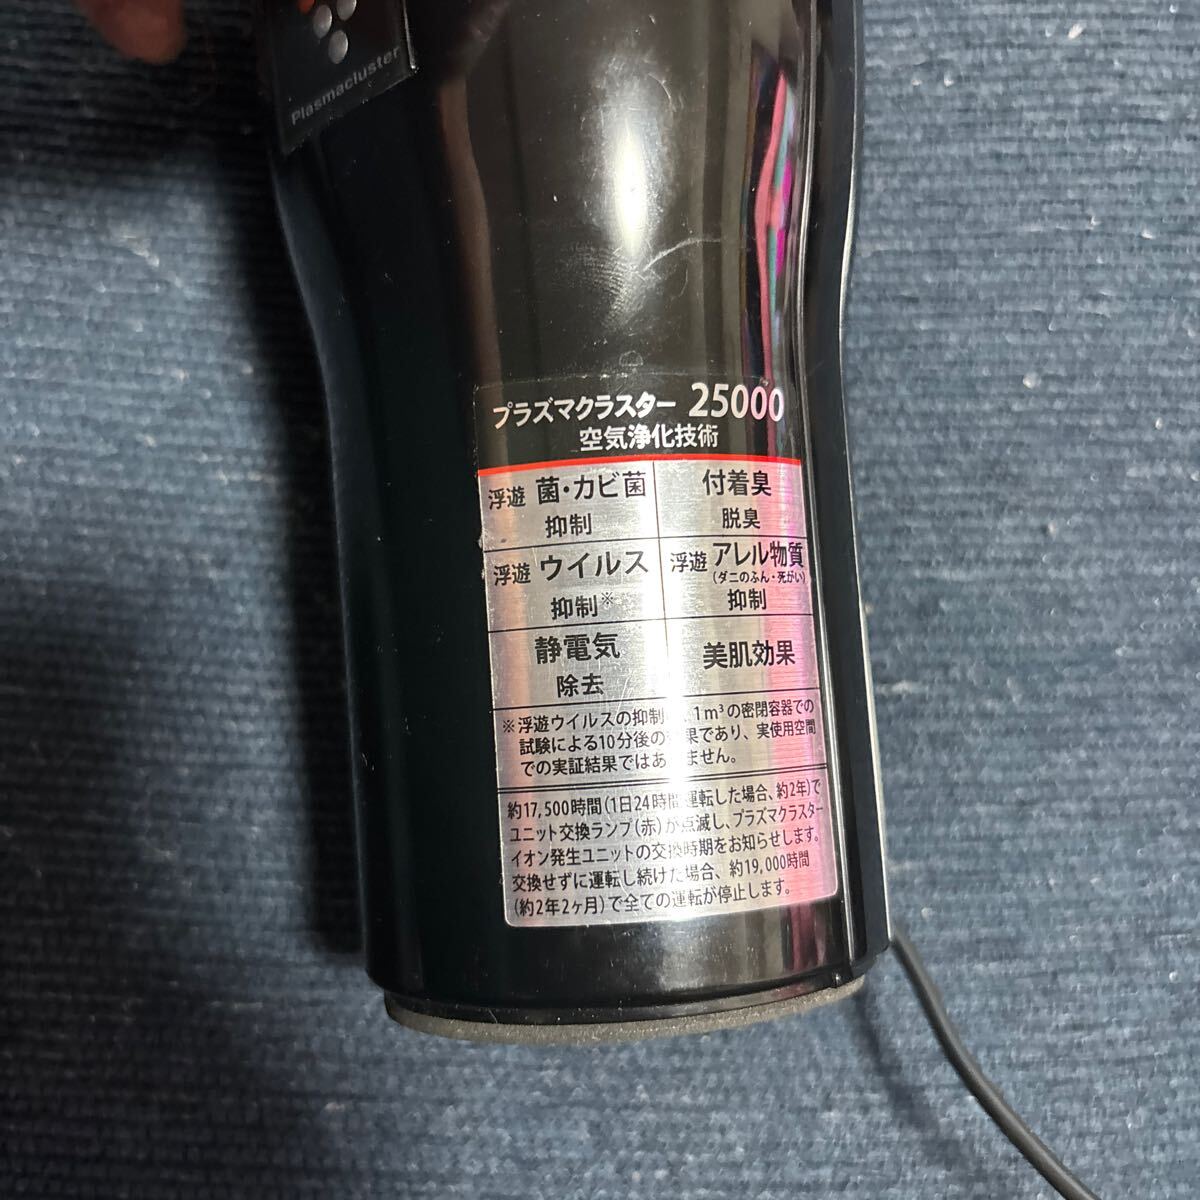 Plasmacluster
プラズマクラスター 25000
空気浄化技術
浮遊 菌・カビ菌
抑制
付着臭
脱臭
浮遊 ウイルス
抑制※
浮遊 アレル物質
(ダニのふん・死がい)
抑制
静電気
除去
美肌効果
※浮遊ウイルスの抑制 1m³の密閉容器での
試験による10分後の 果であり、実使用空間
での実証結果ではあ ません。
約17,500時間(1日24時間運転した場合、約2年)で
ユニット交換ランプ(赤)が点滅し、プラズマクラスター
イオン発生ユニットの交換時期をお知らせします。
交換せずに運転し続けた場合、約19,000時間
(約2年2ヶ月)で全ての運転が停止します。